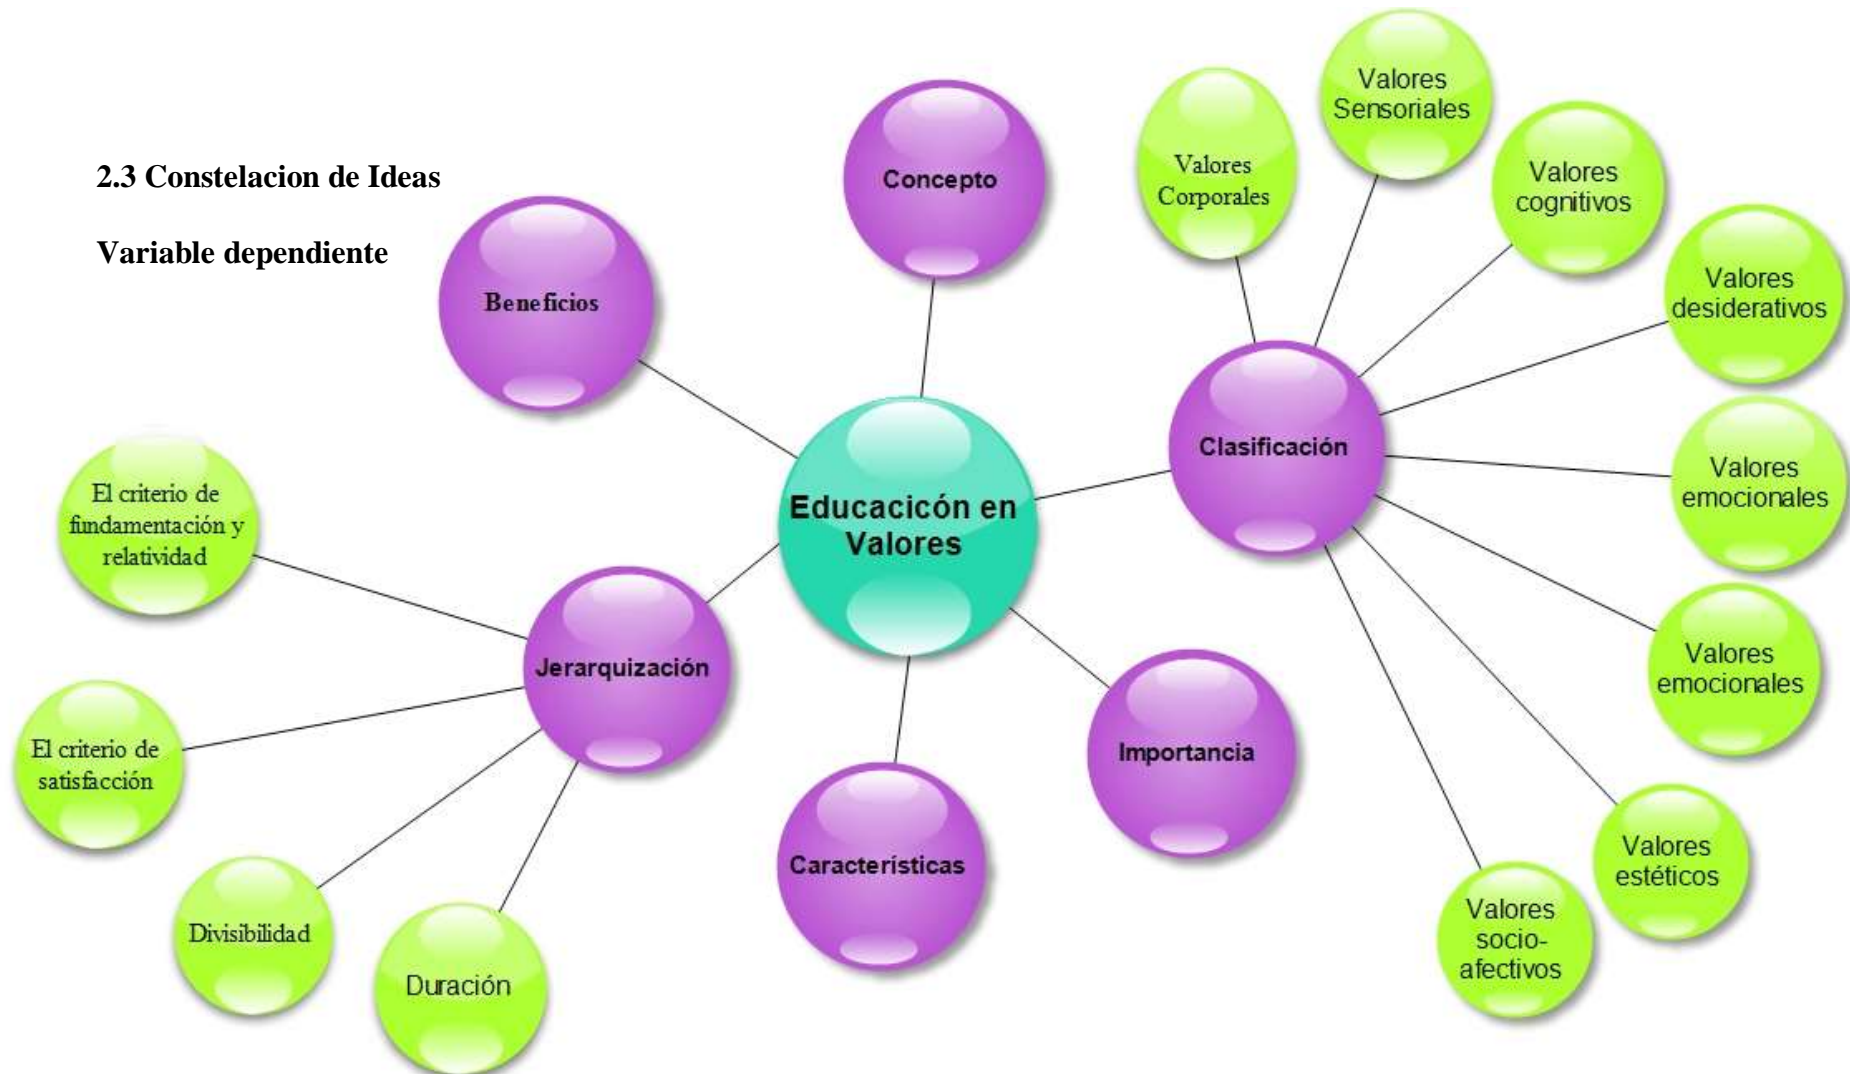 2.3 Constelacion de Ideas
Variable dependiente
Beneficios
Concepto
Valores
Corporales
Valores
Sensoriales
Valores
cognitivos
Valores
desiderativos
Valores
emocionales
Valores
emocionales
Valores
estéticos
Valores
socio-
afectivos
Clasificación
Educacicón en
Valores
Importancia
Características
Jerarquización
El criterio de
fundamentación y
relatividad
El criterio de
satisfacción
Divisibilidad
Duración